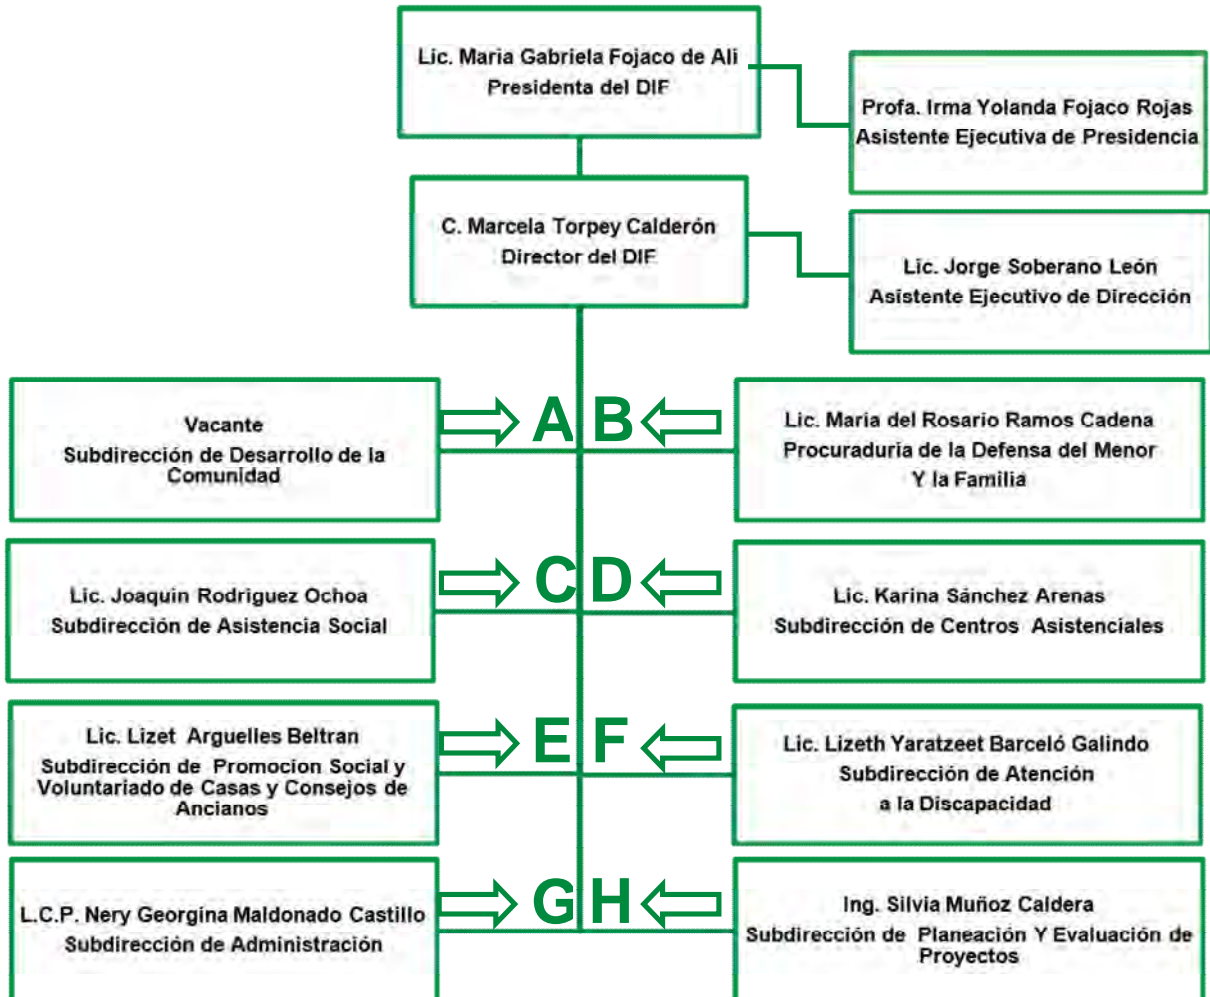 Lic. Maria Gabriela Fojaco de Ali
Presidenta del DIF
Profa. Irma Yolanda Fojaco Rojas
Asistente Ejecutiva de Presidencia
C. Marcela Torpey Calderón
Director del DIF
Lic. Jorge Soberano León
Asistente Ejecutivo de Dirección
Vacante
Subdirección de Desarrollo de la
Comunidad
A
B
Lic. Maria del Rosario Ramos Cadena
Procuraduria de la Defensa del Menor
Y la Familia
Lic. Joaquin Rodriguez Ochoa
Subdirección de Asistencia Social
C
D
Lic. Karina Sánchez Arenas
Subdirección de Centros Asistenciales
Lic. Lizet Arguelles Beltran
Subdirección de Promocion Social y
Voluntariado de Casas y Consejos de
Ancianos
E
F
Lic. Lizeth Yaratzeet Barceló Galindo
Subdirección de Atención
a la Discapacidad
L.C.P. Nery Georgina Maldonado Castillo
Subdirección de Administración
G
H
Ing. Silvia Muñoz Caldera
Subdirección de Planeación Y Evaluación de
Proyectos